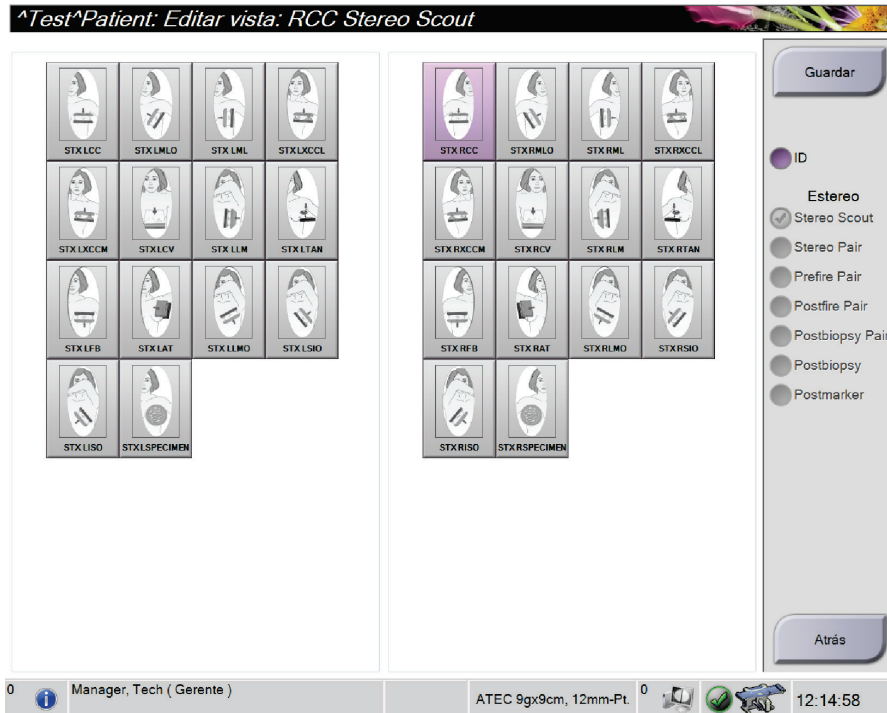 ^Test^Patient: Editar vista: RCC Stereo Scout
STX LCC
STX LMLO
STX LML
STX LXCCL
STX LXCCM
STX LCV
STX LLM
STX LTAN
STX LFB
STX LAT
STX LLMO
STX LSIO
STX LISO
STX LSPECIMEN
STX RCC
STX RMLO
STX RML
STX RXCCL
STX RXCCM
STX RCV
STX RLM
STX RTAN
STX RFB
STX RAT
STX RLMO
STX RSIO
STX RISO
STX RSPECIMEN
Guardar
ID
Estereo
Stereo Scout
Stereo Pair
Prefire Pair
Postfire Pair
Postbiopsy Pair
Postbiopsy
Postmarker
Atrás
0
Manager, Tech ( Gerente )
ATEC 9gx9cm, 12mm-Pt.
0
12:14:58